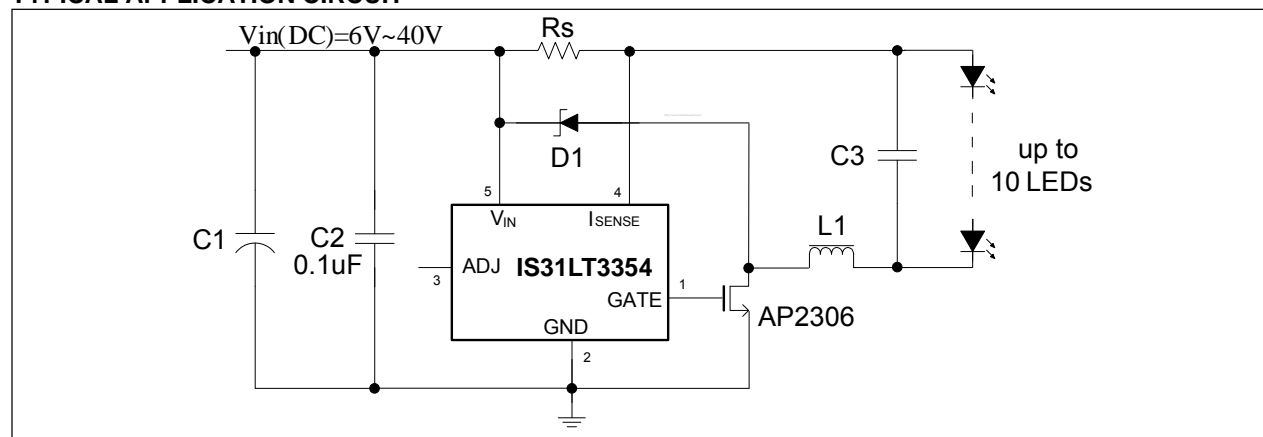 Vin(DC)=6V~40V
Rs
D1
C3
up to
10 LEDs
5
4
VIN
ISENSE
L1
C1
C2
0.1uF
ADJ
IS31LT3354
3
1
GATE
AP2306
GND
2